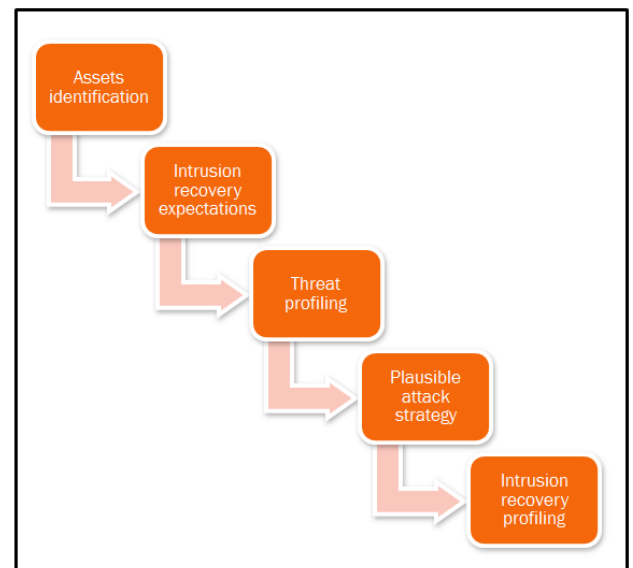 Assets
identification
Intrusion
recovery
expectations
Threat
profiling
Plausible
attack
strategy
Intrusion
recovery
profiling